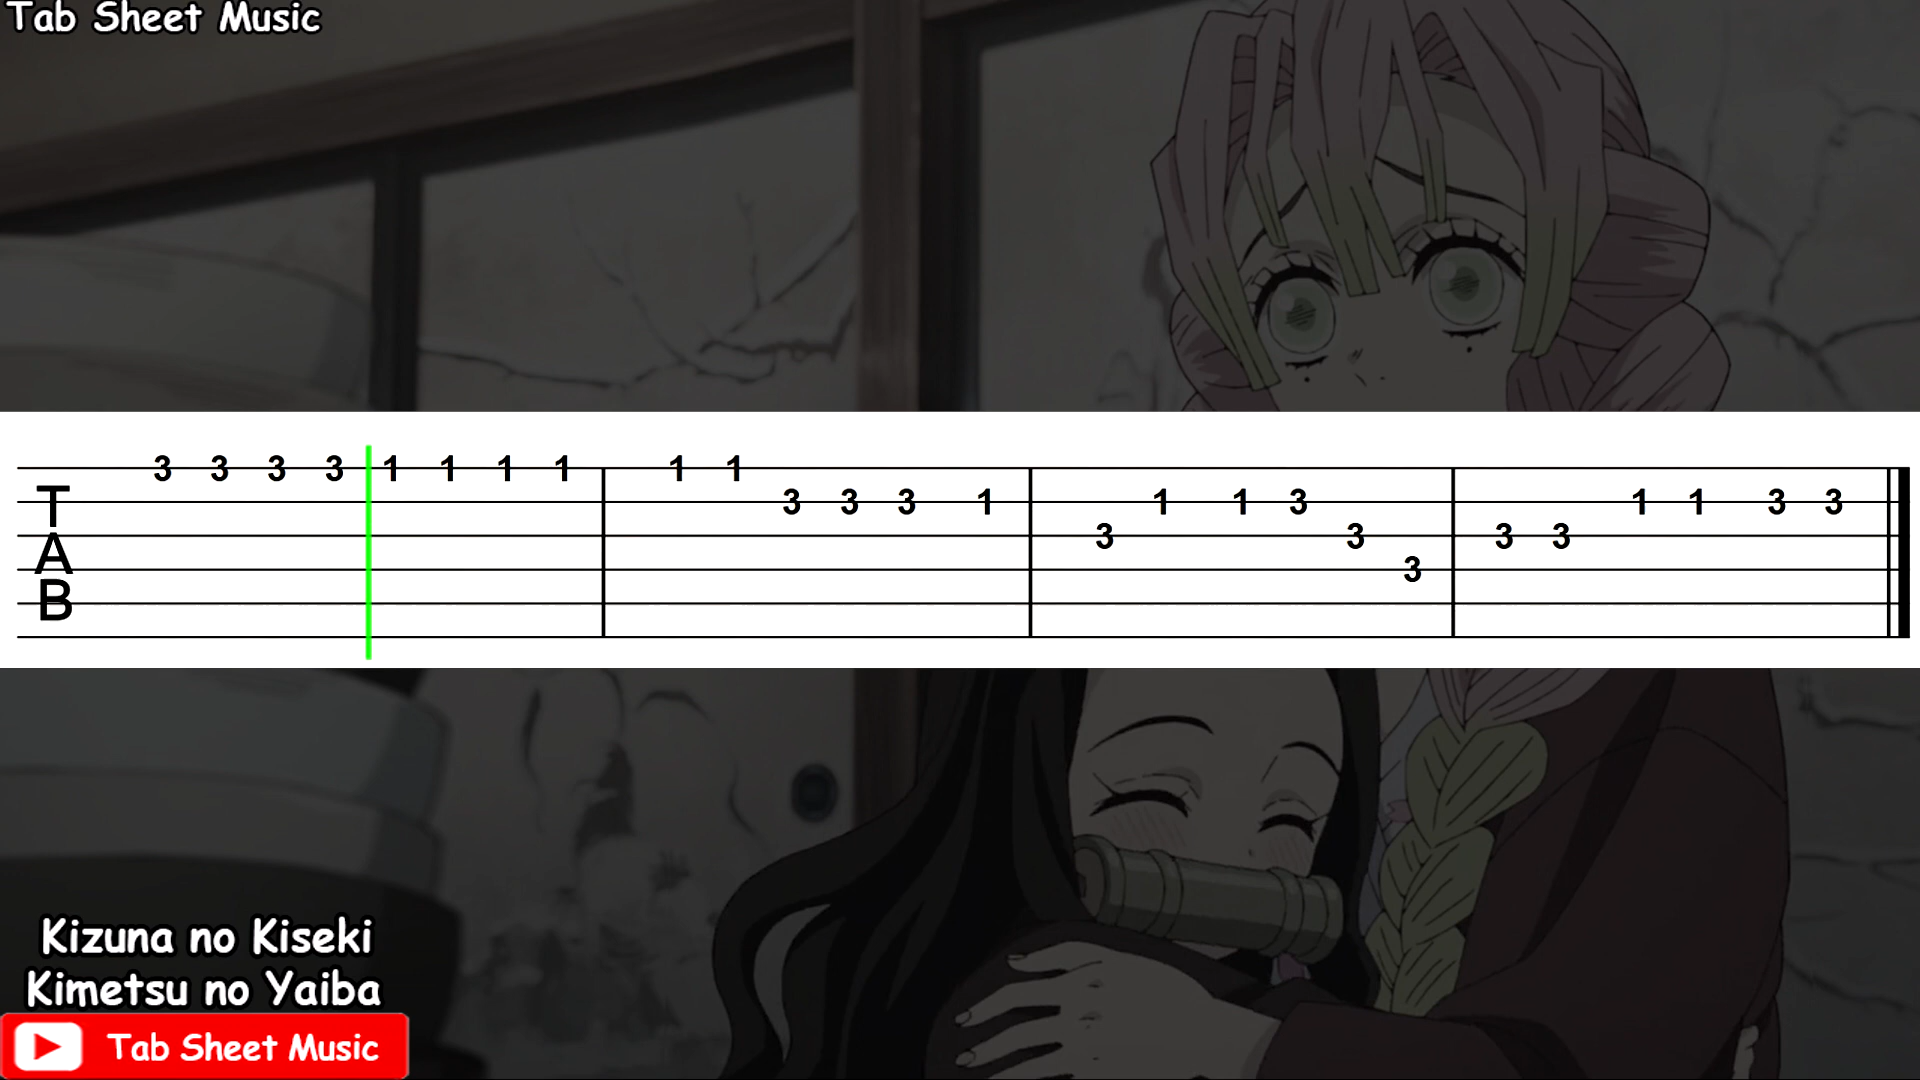 Tab Sheet Music
3 3 3 3 1 1 1 1 1 1
T 3 3 3 1 1 1 3 1 1 3 3
A 3 3 3 3
3
B
Kizuna no Kiseki
Kimetsu no Yaiba
Tab Sheet Music